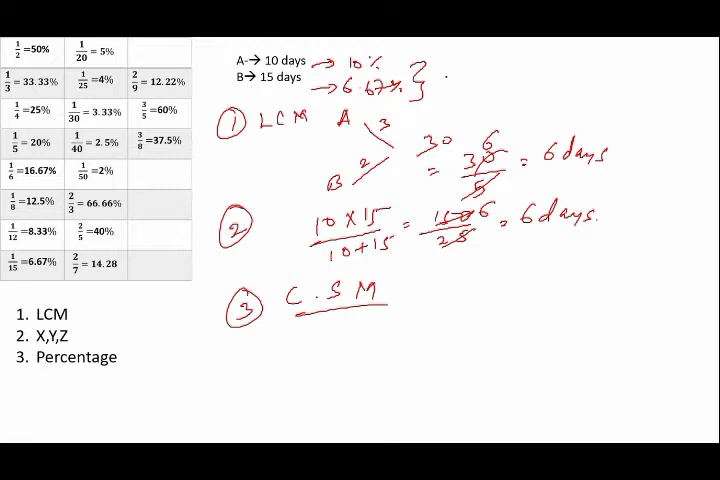 1/2 =50% 1/20 =5%
1/3 =33.33% 1/25 =4% 2/9 =12.22%
1/4 =25% 1/30 =3.33% 3/5 =60%
1/5 =20% 1/40 =2.5% 3/8 =37.5%
1/6 =16.67% 1/50 =2%
1/8 =12.5% 2/3 =66.66%
1/12 =8.33% 2/5 =40%
1/15 =6.67% 2/7 =14.28
1. LCM
2. X,Y,Z
3. Percentage
A-→ 10 days → 10%
B→ 15 days → 6.67% }
① LCM A 3
B 2 30 = 30/5 6 = 6 days
② 10×15/10+15 = 150/25 6 = 6 days.
③ C.S M